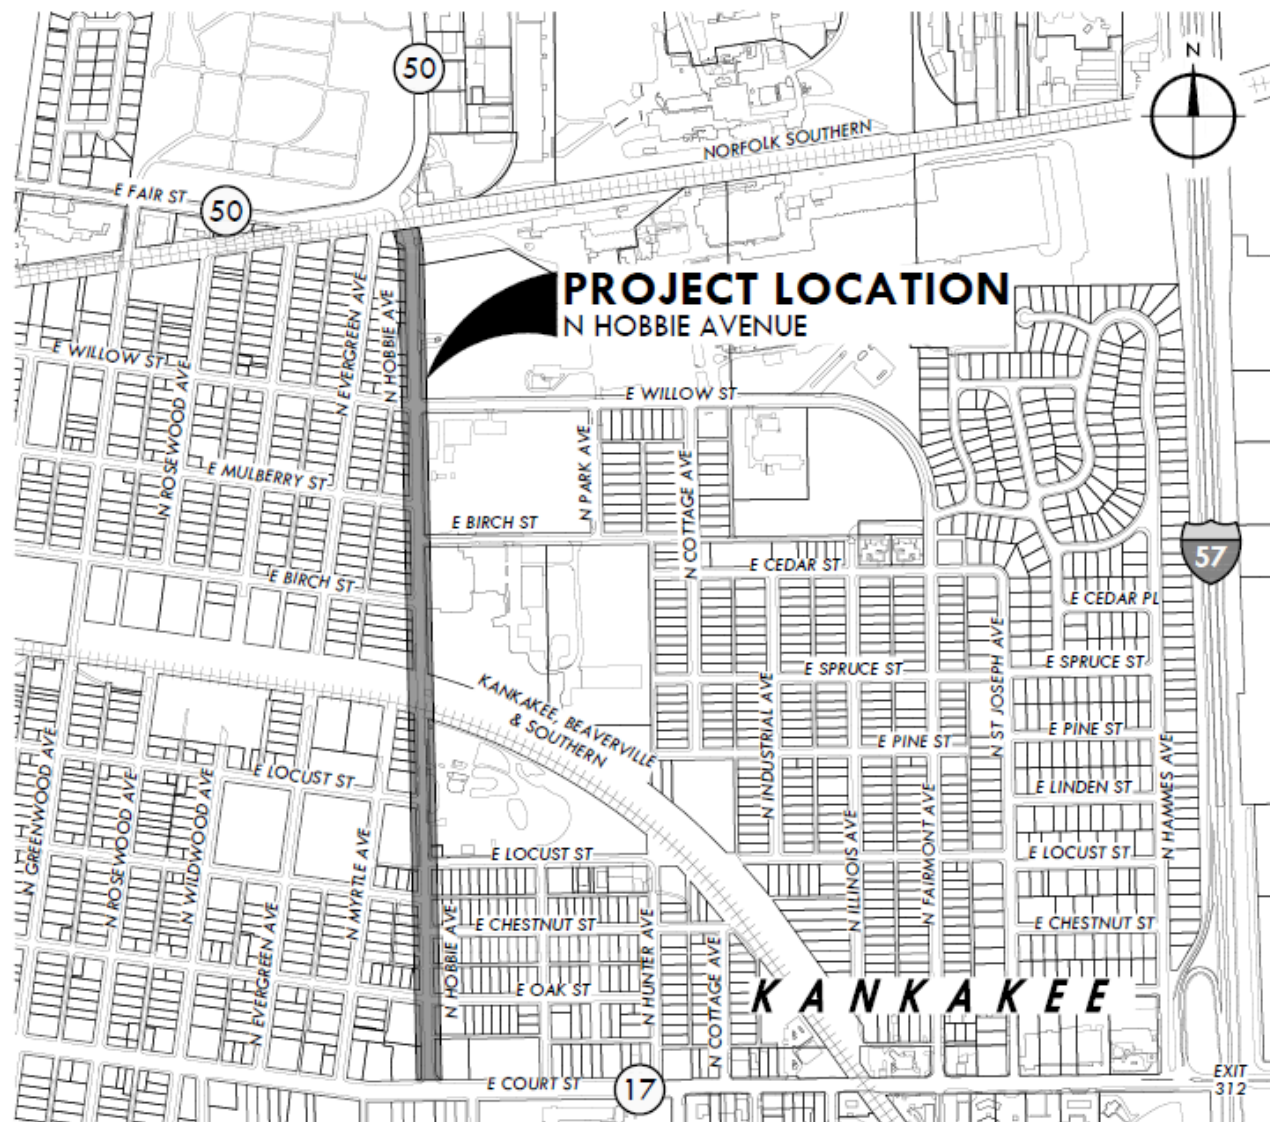 50
N
NORFOLK SOUTHERN
E FAIR ST
50
PROJECT LOCATION
N HOBBIE AVENUE
N EVERGREEN AVE
N HOBBIE AVE
E WILLOW ST
N ROSEWOOD AVE
E WILLOW ST
E MULBERRY ST
N PARK AVE
N COTTAGE AVE
E BIRCH ST
57
E CEDAR ST
E BIRCH ST
E CEDAR PL
N ST JOSEPH AVE
E SPRUCE ST
E SPRUCE ST
KANKAKEE, BEAVERVILLE
& SOUTHERN
N INDUSTRIAL AVE
E PINE ST
E PINE ST
N GREENWOOD AVE
N ROSEWOOD AVE
N WILDWOOD AVE
E LOCUST ST
E LINDEN ST
N HAMMES AVE
N MYRTLE AVE
N ILLINOIS AVE
N FAIRMONT AVE
E LOCUST ST
E LOCUST ST
N EVERGREEN AVE
N HOBBIE AVE
E CHESTNUT ST
E CHESTNUT ST
N HUNTER AVE
N COTTAGE AVE
E OAK ST
KANKAKEE
E COURT ST
17
EXIT
312